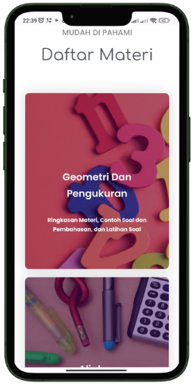 22:39
MUDAH DI PAHAMI
Daftar Materi
Geometri Dan
Pengukuran
Ringkasan Materi, Contoh Soal dan
Pembahasan, dan Latihan Soal